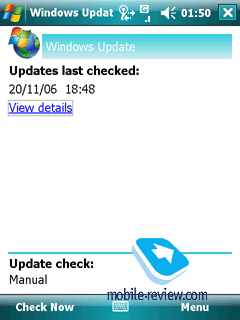 Windows Updat G 01:50
Windows Update
Updates last checked:
20/11/06 18:48
View details
Update check:
Manual
mobile-review.com
Check Now Menu